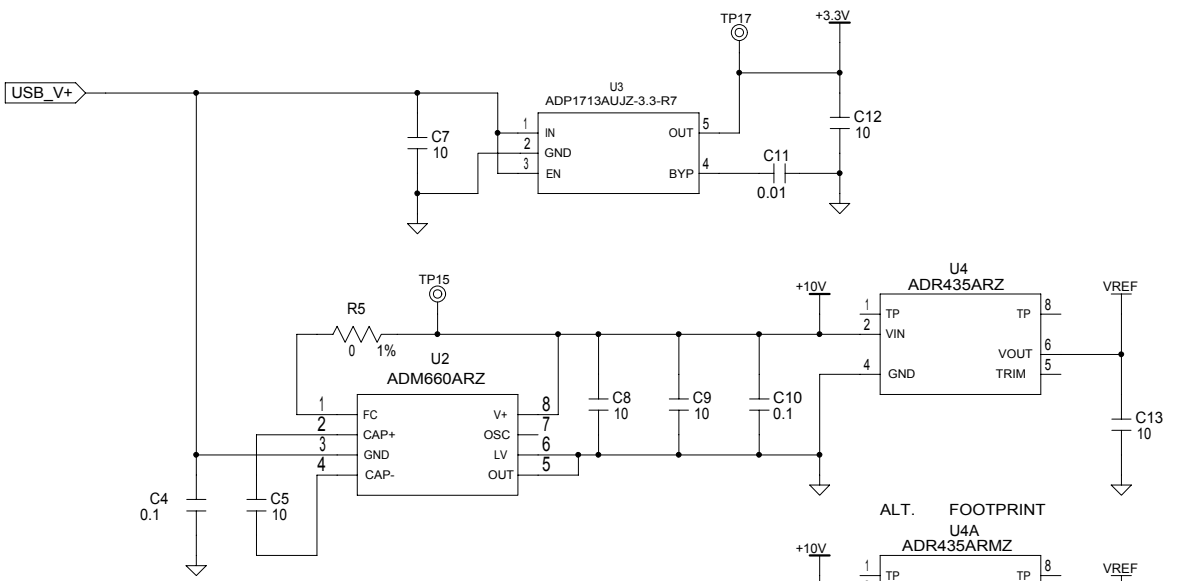 TP17
+3.3V
USB_V+
U3
ADP1713AUJZ-3.3-R7
C7
10
1
IN
2
GND
3
EN
OUT
5
BYP
4
C11
0.01
C12
10
TP15
R5
0 1%
U2
ADM660ARZ
1
FC
2
CAP+
3
GND
4
CAP-
V+
8
OSC
7
LV
6
OUT
5
C4
0.1
C5
10
C8
10
C9
10
C10
0.1
+10V
U4
ADR435ARZ
1
TP
2
VIN
4
GND
TP
8
VOUT
6
TRIM
5
VREF
C13
10
ALT. FOOTPRINT
U4A
ADR435ARMZ
+10V
1
TP
TP
8
VREF